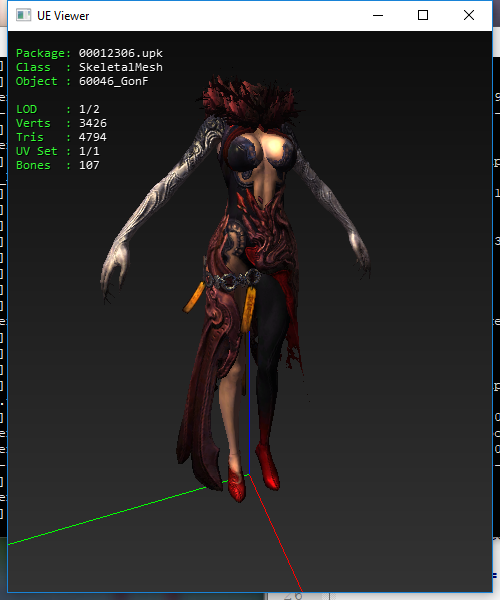 UE Viewer
Package: 00012306.upk
Class : SkeletalMesh
Object : 60046_GonF
LOD : 1/2
Verts : 3426
Tris : 4794
UV Set : 1/1
Bones : 107